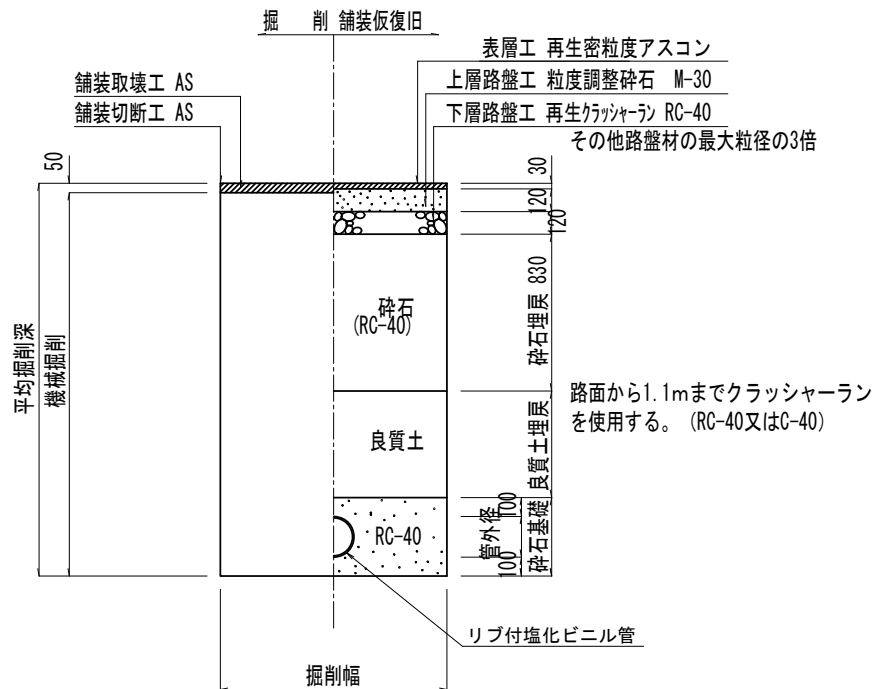 掘 削 舗装仮復旧
表層工 再生密粒度アスコン
舗装取壊工 AS
上層路盤工 粒度調整砕石 M-30
舗装切断工 AS
下層路盤工 再生クラッシャーラン RC-40
その他路盤材の最大粒径の3倍
50
30
120
120
砕石埋戻 830
砕石
(RC-40)
平均掘削深
機械掘削
路面から1.1mまでクラッシャーラン
を使用する。(RC-40又はC-40)
良質土
良質土埋戻
100
管外径
100
砕石基礎
RC-40
リブ付塩化ビニル管
掘削幅